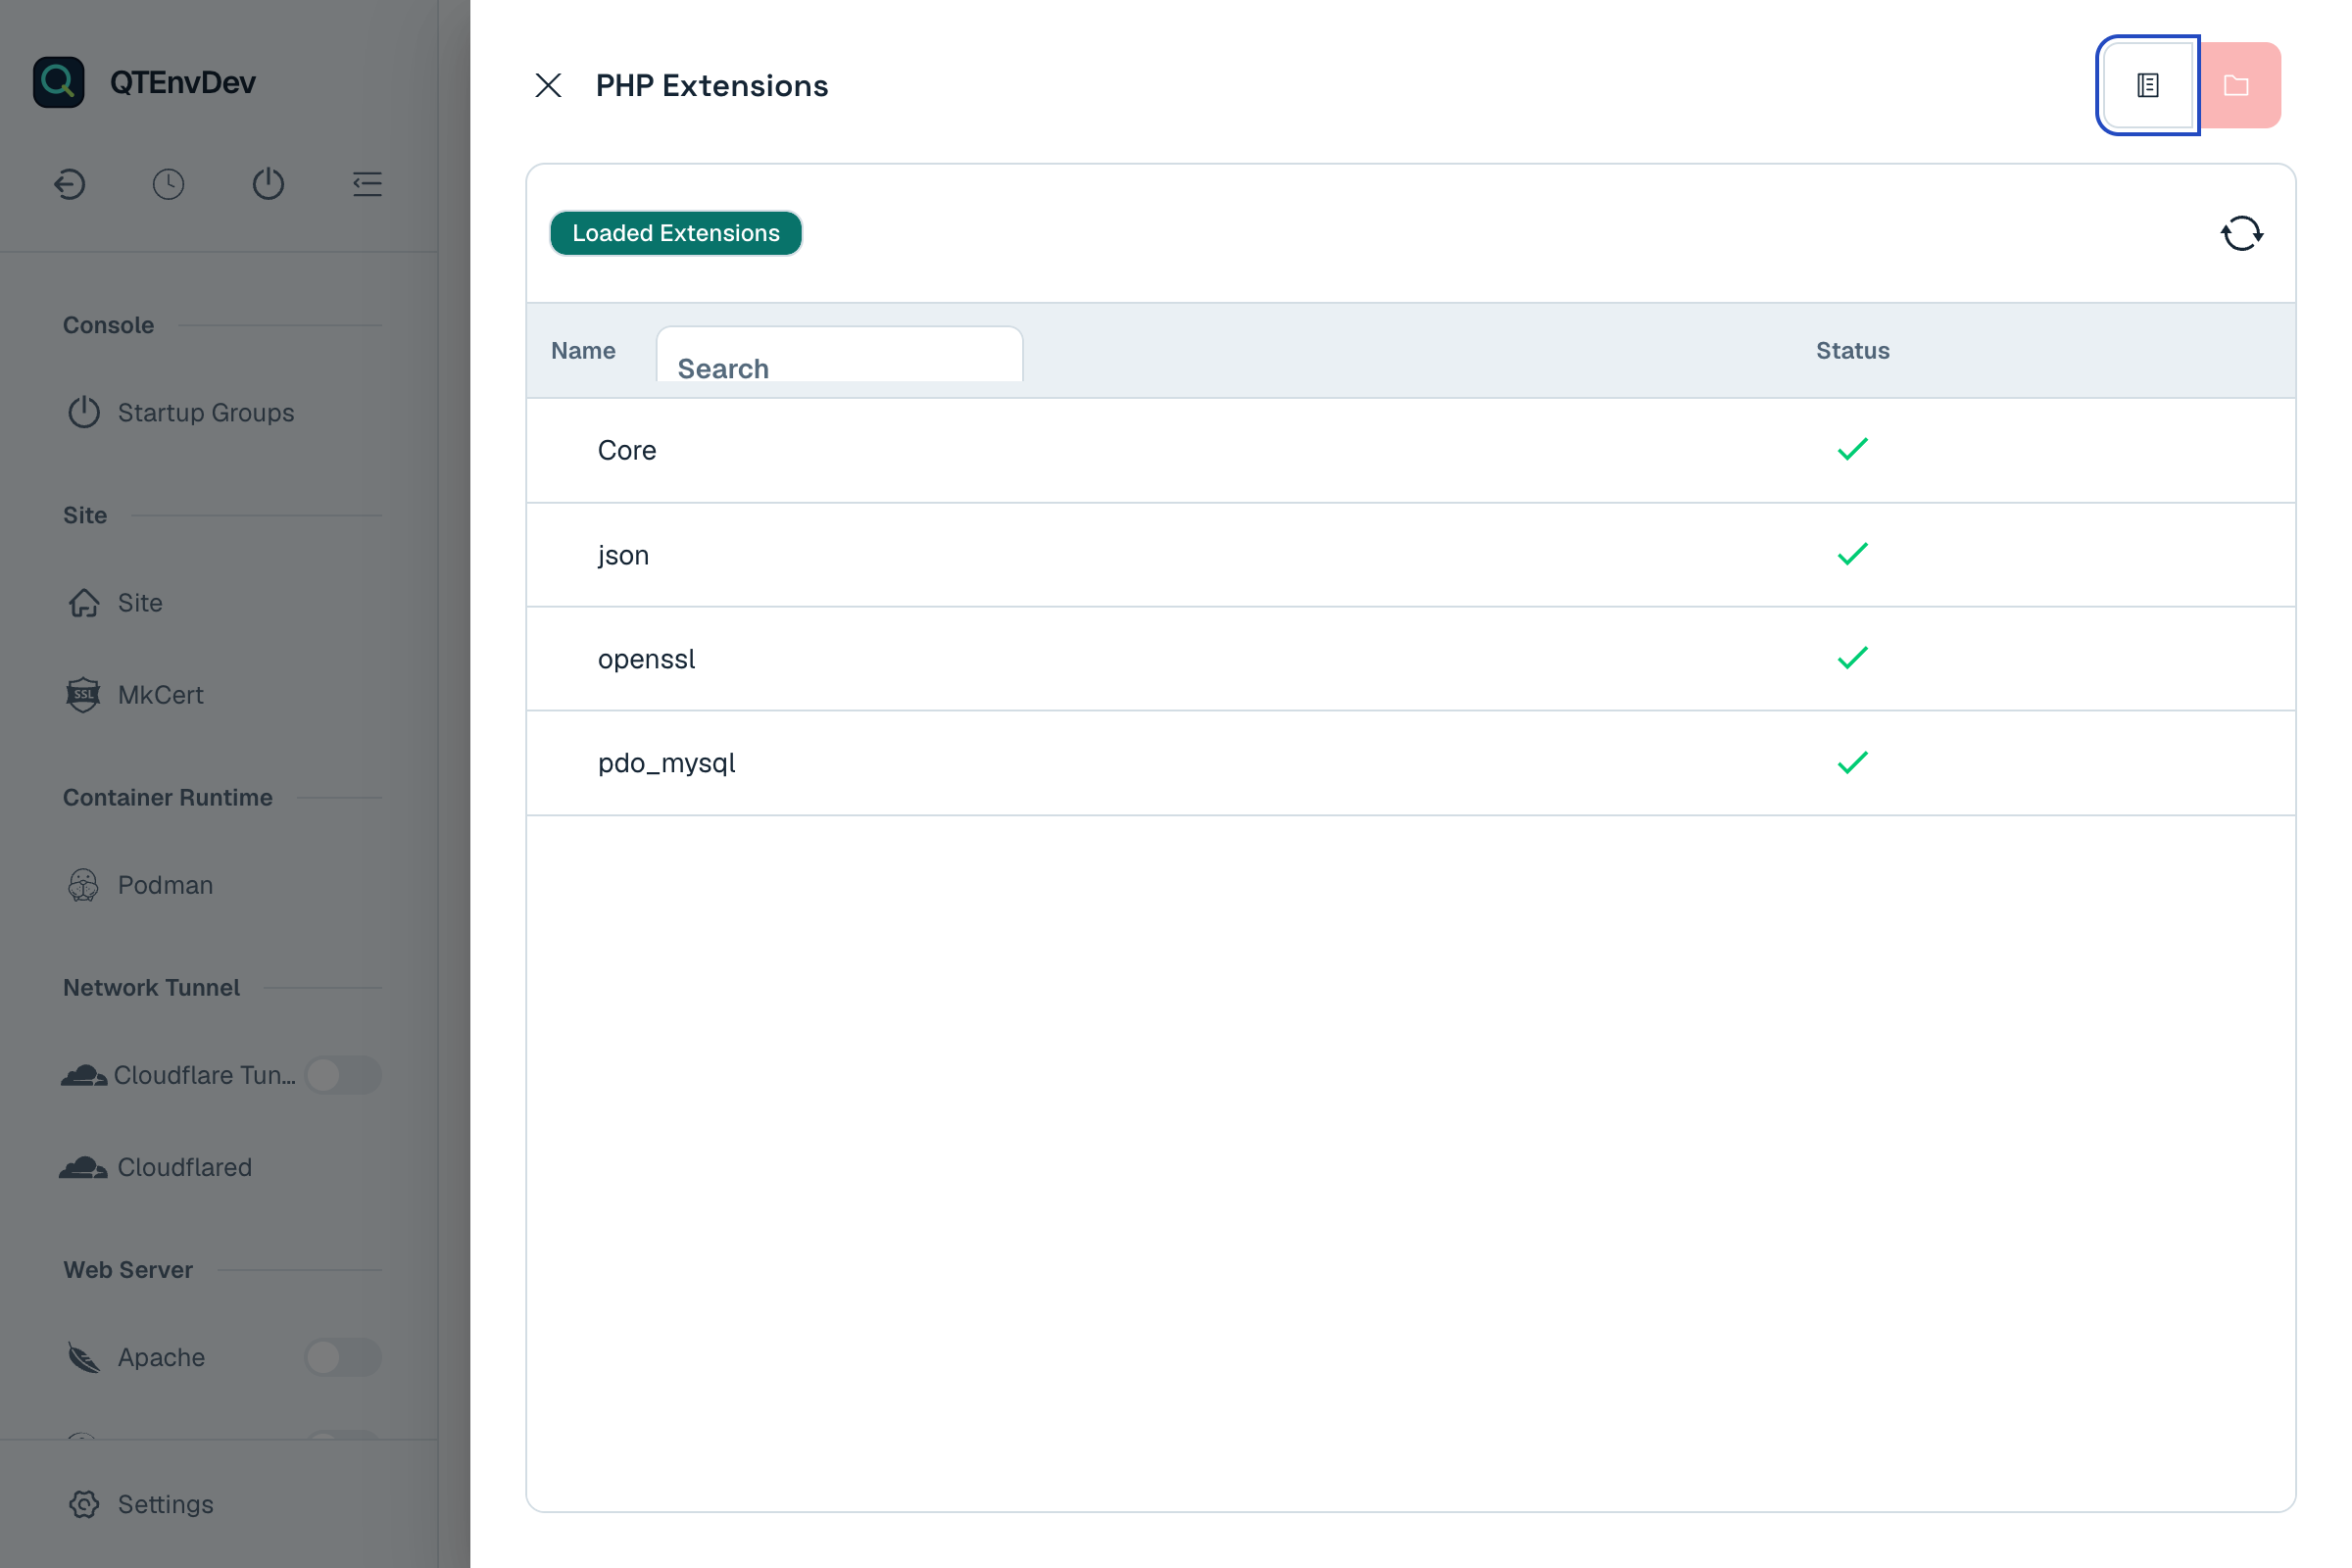 QTEnvDev
Console
Startup Groups
Site
Site
SSL
MkCert
Container Runtime
Podman
Network Tunnel
Cloudflare Tun...
Cloudflared
Web Server
Apache
Settings
PHP Extensions
Loaded Extensions
Name
Search
Status
Core
json
openssl
pdo_mysql